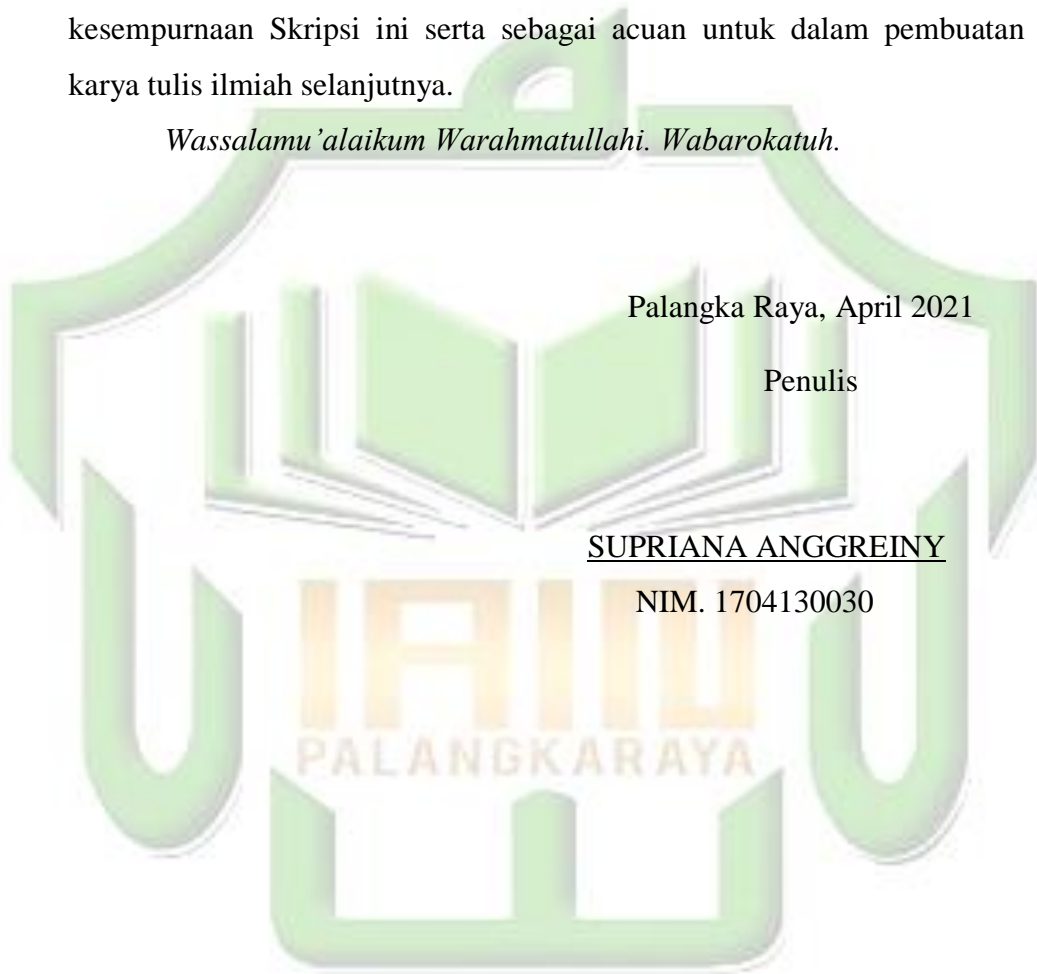 kesempurnaan Skripsi ini serta sebagai acuan untuk dalam pembuatan
karya tulis ilmiah selanjutnya.
Wassalamu’alaikum Warahmatullahi. Wabarokatuh.
Palangka Raya, April 2021
Penulis
SUPRIANA ANGGREINY
NIM. 1704130030
IAIN
PALANGKARAYA